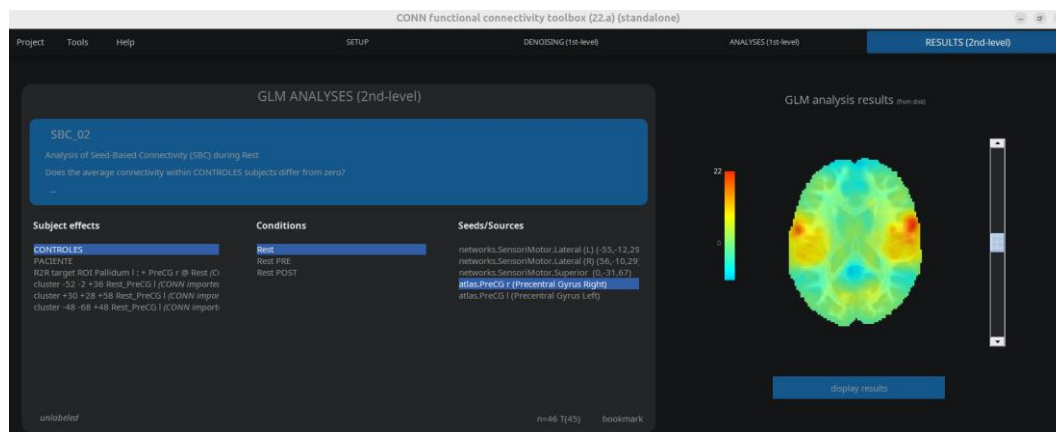 CONN functional connectivity toolbox (22.a) (standalone)
Project Tools Help SETUP DENOISING (1st-level) ANALYSES (1st-level) RESULTS (2nd-level)
GLM ANALYSES (2nd-level)
SBC_02
Analysis of Seed-Based Connectivity (SBC) during Rest
Does the average connectivity within CONTROLES subjects differ from zero?
...
Subject effects
CONTROLES
PACIENTE
R2R target ROI Pallidum l : + PreCG r @ Rest
cluster -52 -2 +36 Rest_PreCG l (CONN imported
cluster +30 +28 +58 Rest_PreCG l (CONN impor
cluster -48 -68 +48 Rest_PreCG l (CONN import
Conditions
Rest
Rest PRE
Rest POST
Seeds/Sources
networks.SensoriMotor.Lateral (L) (-55,-12,29
networks.SensoriMotor.Lateral (R) (56,-10,29)
networks.SensoriMotor.Superior (0,-31,67)
atlas.PreCG r (Precentral Gyrus Right)
atlas.PreCG l (Precentral Gyrus Left)
unlabeled
n=46 T(45) bookmark
GLM analysis results (from disk)
22
0
display results